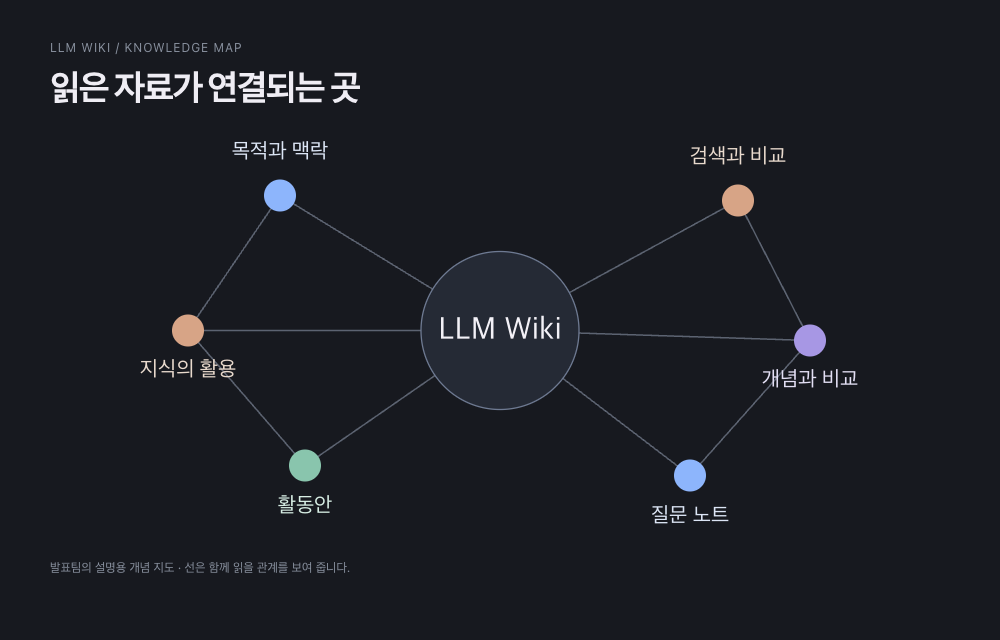 LLM WIKI / KNOWLEDGE MAP
읽은 자료가 연결되는 곳
목적과 맥락
검색과 비교
LLM Wiki
지식의 활용
개념과 비교
활동안
질문 노트
발표팀의 설명용 개념 지도 · 선은 함께 읽을 관계를 보여 줍니다.